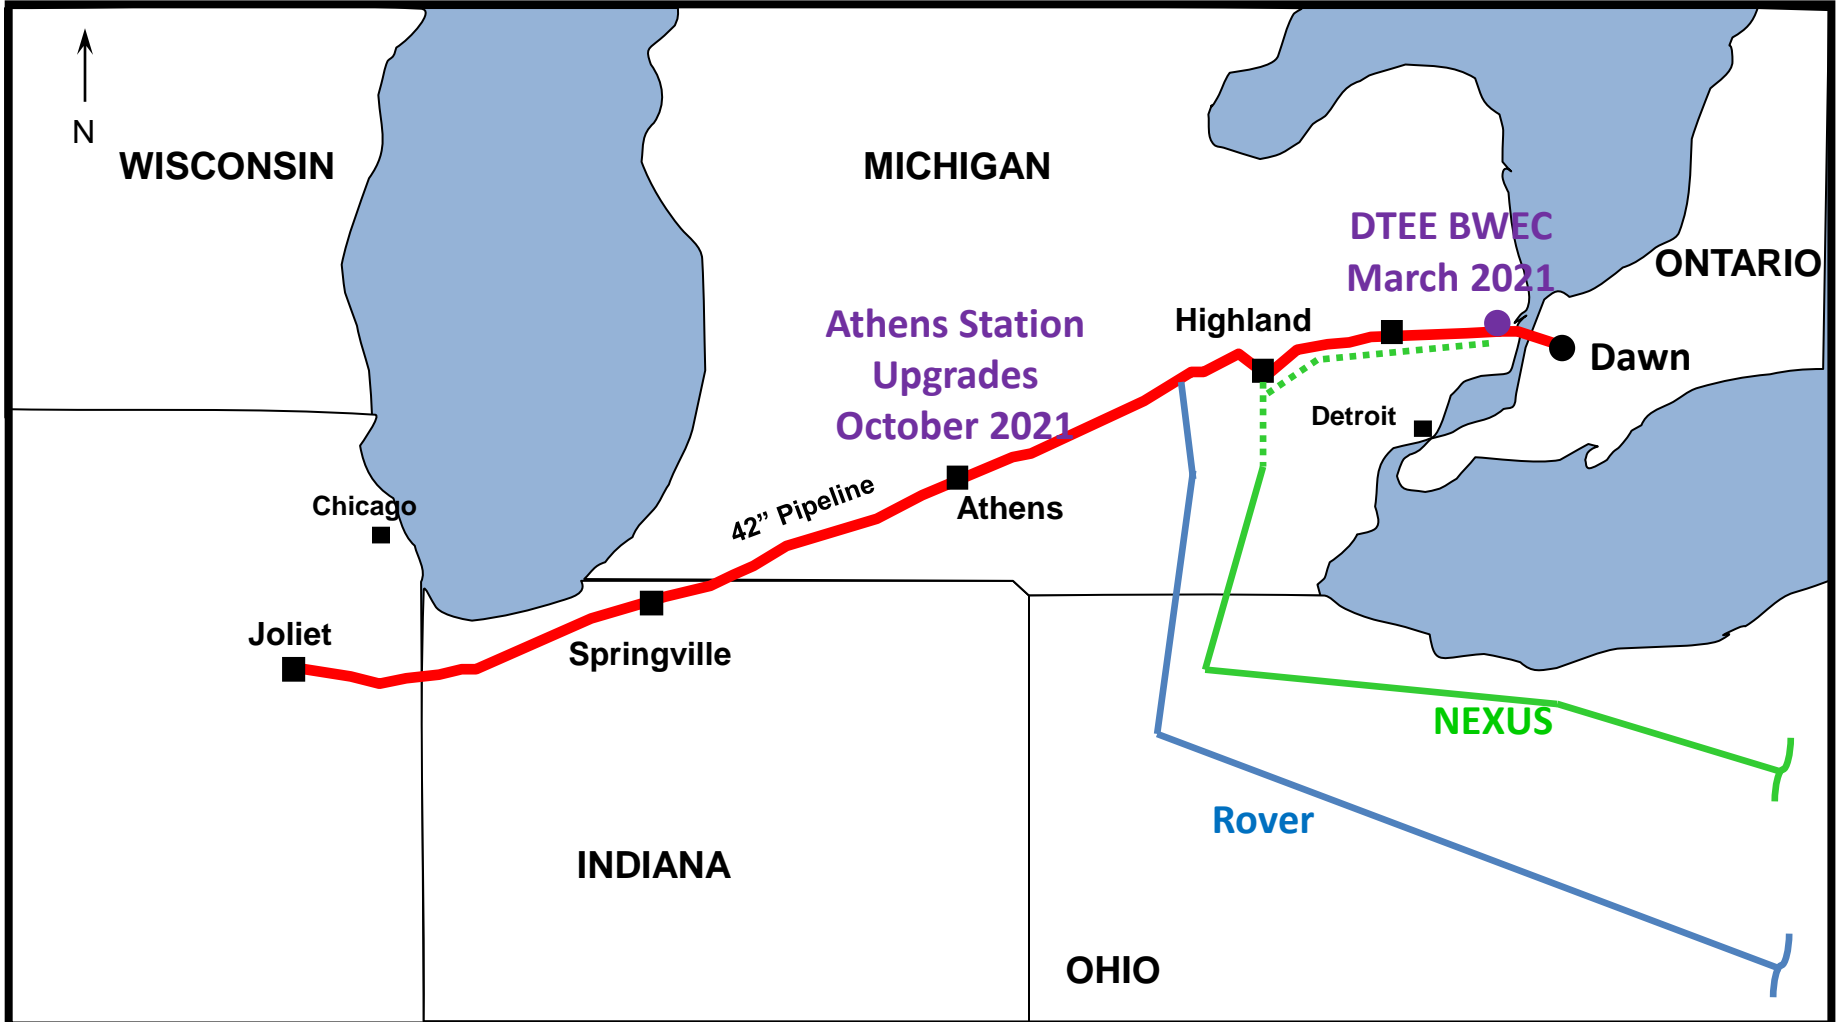 N
WISCONSIN
MICHIGAN
DTEE BWEC
March 2021
ONTARIO
Athens Station
Upgrades
October 2021
Highland
Dawn
Detroit
42” Pipeline
Chicago
Athens
Joliet
Springville
NEXUS
Rover
INDIANA
OHIO